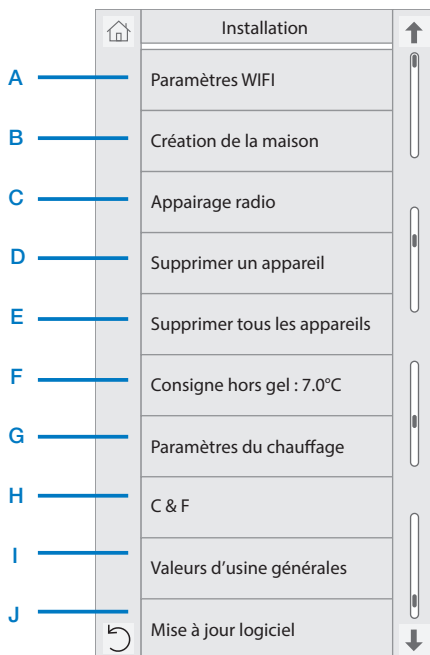 Installation
A
Paramètres WIFI
B
Création de la maison
C
Appairage radio
D
Supprimer un appareil
E
Supprimer tous les appareils
F
Consigne hors gel : 7.0°C
G
Paramètres du chauffage
H
C & F
I
Valeurs d’usine générales
J
Mise à jour logiciel